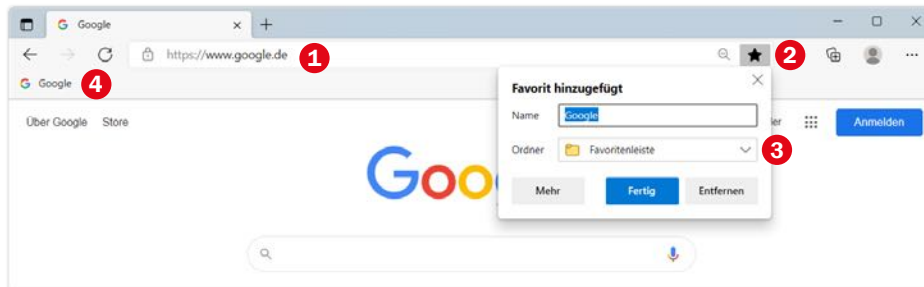 Google
https://www.google.de
1
2
Google
4
Favorit hinzugefügt
Name
Google
Ordner
Favoritenleiste
3
Mehr
Fertig
Entfernen
Über Google
Store
Anmelden
Goo